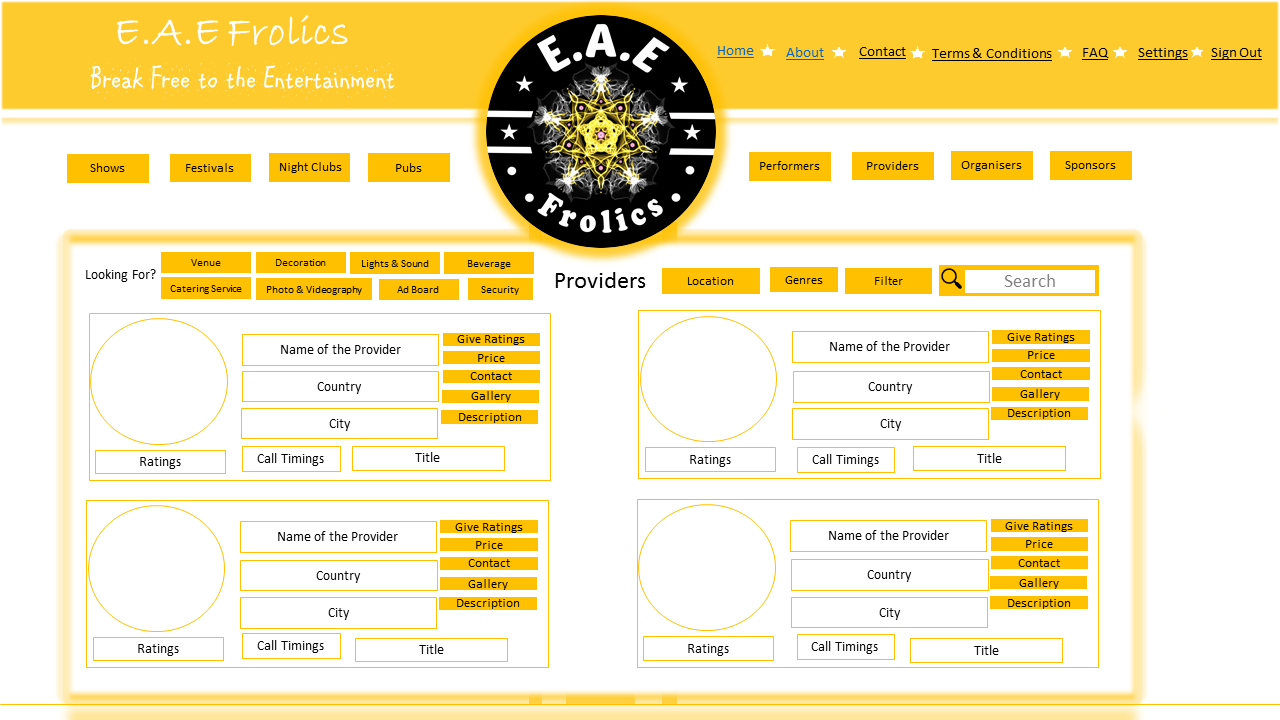 E.A.E Frolics
Break Free to the Entertainment
E.A.E
Frolics
Home About Contact Terms & Conditions FAQ Settings Sign Out
Shows Festivals Night Clubs Pubs
Performers Providers Organisers Sponsors
Looking For?
Venue Decoration Lights & Sound Beverage
Catering Service Photo & Videography Ad Board Security
Providers
Location Genres Filter Search
Name of the Provider
Country
City
Give Ratings
Price
Contact
Gallery
Description
Ratings Call Timings Title
Name of the Provider
Country
City
Give Ratings
Price
Contact
Gallery
Description
Ratings Call Timings Title
Name of the Provider
Country
City
Give Ratings
Price
Contact
Gallery
Description
Ratings Call Timings Title
Name of the Provider
Country
City
Give Ratings
Price
Contact
Gallery
Description
Ratings Call Timings Title